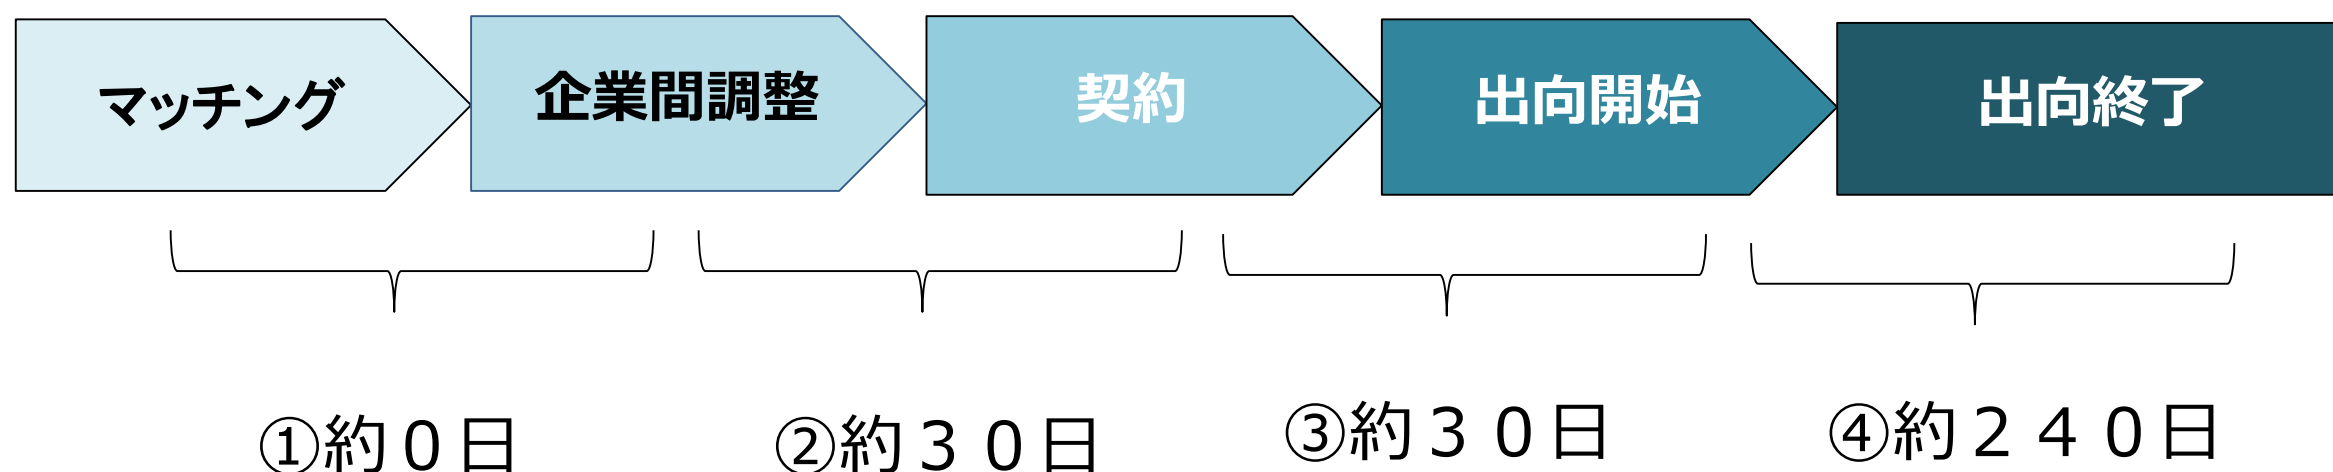 マッチング
企業間調整
契約
出向開始
出向終了
①約０日
②約３０日
③約３０日
④約２４０日